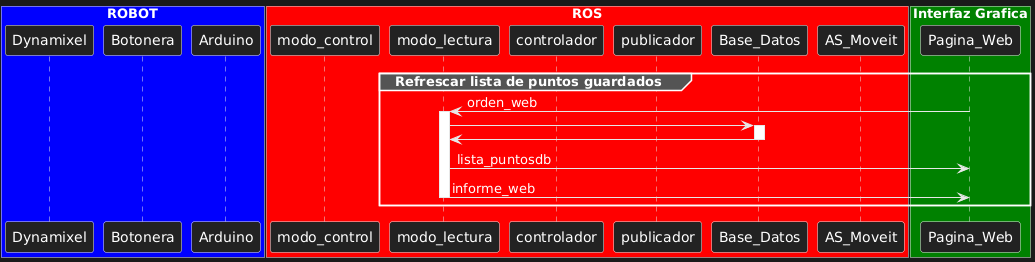 ROBOT
ROS
Interfaz Grafica
Dynamixel
Botonera
Arduino
modo_control
modo_lectura
controlador
publicador
Base_Datos
AS_Moveit
Pagina_Web
Refrescar lista de puntos guardados
orden_web
lista_puntosdb
informe_web
Dynamixel
Botonera
Arduino
modo_control
modo_lectura
controlador
publicador
Base_Datos
AS_Moveit
Pagina_Web